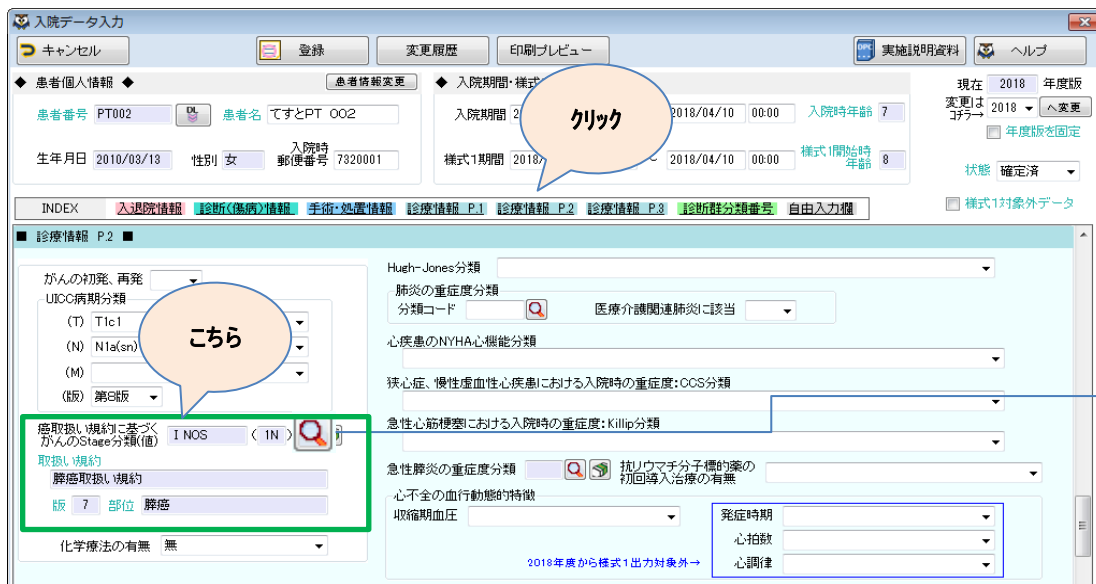 入院データ入力
キャンセル 登録 変更履歴 印刷プレビュー 実施説明資料 ヘルプ
◆ 患者個人情報 ◆ 患者情報変更 ◆ 入院期間・様式 現在 2018 年度版
患者番号 PT002 DL 患者名 てすとPT 002 入院期間 2 2018/04/10 00:00 入院時年齢 7 変更は コチラ→ 2018 へ変更
クリック
年度版を固定
生年月日 2010/03/13 性別 女 入院時 郵便番号 7320001 様式1期間 2018/ 2018/04/10 00:00 様式1開始時 年齢 8 状態 確定済
INDEX 入退院情報 診断(傷病)情報 手術・処置情報 診療情報 P.1 診療情報 P.2 診療情報 P.3 診断群分類番号 自由入力欄 様式1対象外データ
■ 診療情報 P.2 ■
がんの初発、再発
UICC病期分類
(T) T1c1
(N) N1a(sn)
(M)
(版) 第8版
こちら
癌取扱い規約に基づく
がんのStage分類(値) I NOS ( 1N )
取扱い規約
膵癌取扱い規約
版 7 部位 膵癌
化学療法の有無 無
Hugh-Jones分類
肺炎の重症度分類
分類コード 医療介護関連肺炎に該当
心疾患のNYHA心機能分類
狭心症、慢性虚血性心疾患における入院時の重症度:CCS分類
急性心筋梗塞における入院時の重症度:Killip分類
急性膵炎の重症度分類 抗リウマチ分子標的薬の
初回導入治療の有無
心不全の血行動態的特徴
収縮期血圧 発症時期
心拍数
2018年度から様式1出力対象外→ 心調律